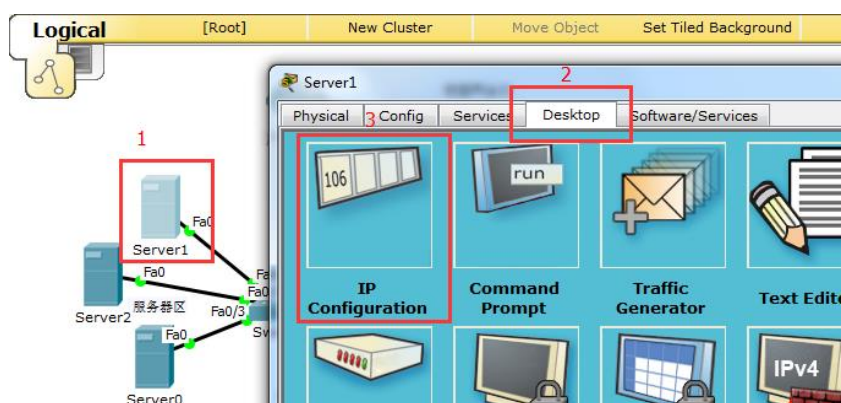 Logical [Root] New Cluster Move Object Set Tiled Background
Server1
2
Physical 3 Config Services Desktop Software/Services
1
106
run
Fa0
Server1
Fa0
Fa0
服务器区
Server2
Fa0/3
Fa0
Server0
IP
Configuration
Command
Prompt
Traffic
Generator
Text
IPv4